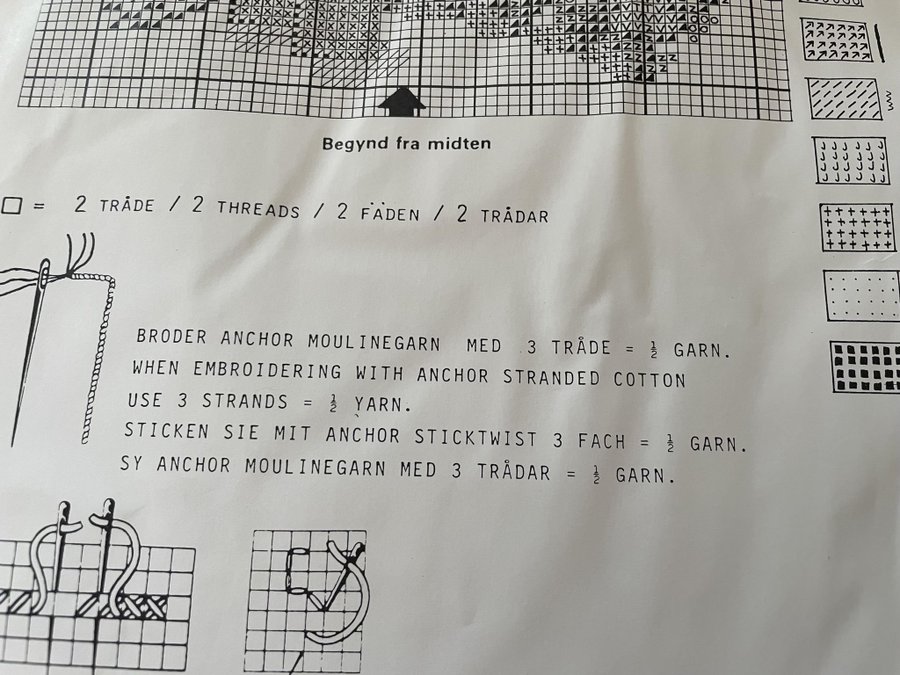 Begynd fra midten
= 2 TRÅDE / 2 THREADS / 2 FÄDEN / 2 TRÅDAR
BRODER ANCHOR MOULINEGARN MED 3 TRÅDE = ½ GARN.
WHEN EMBROIDERING WITH ANCHOR STRANDED COTTON
USE 3 STRANDS = ½ YARN.
STICKEN SIE MIT ANCHOR STICKTWIST 3 FACH = ½ GARN.
SY ANCHOR MOULINEGARN MED 3 TRÅDAR = ½ GARN.